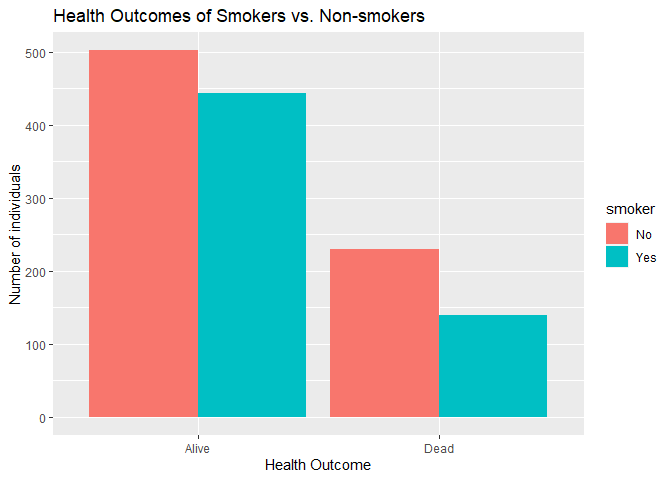 Health Outcomes of Smokers vs. Non-smokers
Number of individuals
500
400
300
200
100
0
Alive
Dead
Health Outcome
smoker
No
Yes